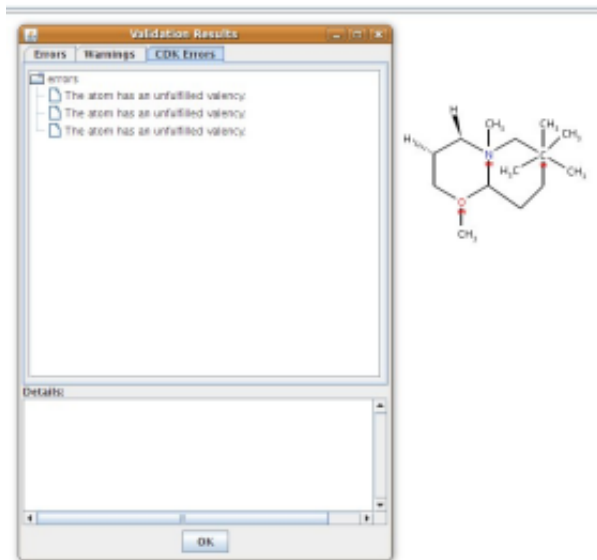 Validation Results
Errors Warnings CDK Errors
errors
The atom has an unfulfilled valency.
The atom has an unfulfilled valency.
The atom has an unfulfilled valency.
H
CH₃
CH₃
CH₃
H
N
H₃C
C
CH₃
O
CH₃
Details:
OK